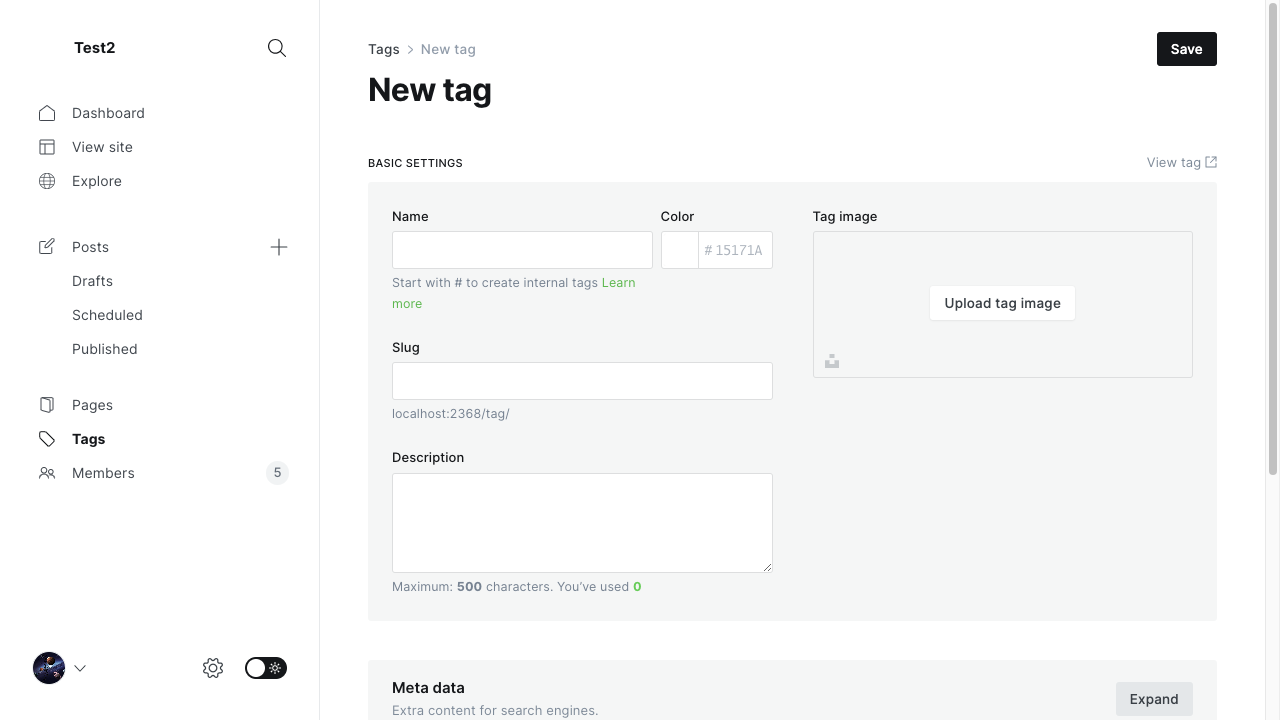 Test2
Dashboard
View site
Explore
Posts
Drafts
Scheduled
Published
Pages
Tags
Members
5
Tags
New tag
Save
New tag
BASIC SETTINGS
View tag
Name
Color
# 15171A
Start with # to create internal tags Learn
more
Slug
localhost:2368/tag/
Description
Maximum: 500 characters. You've used 0
Tag image
Upload tag image
Meta data
Extra content for search engines.
Expand